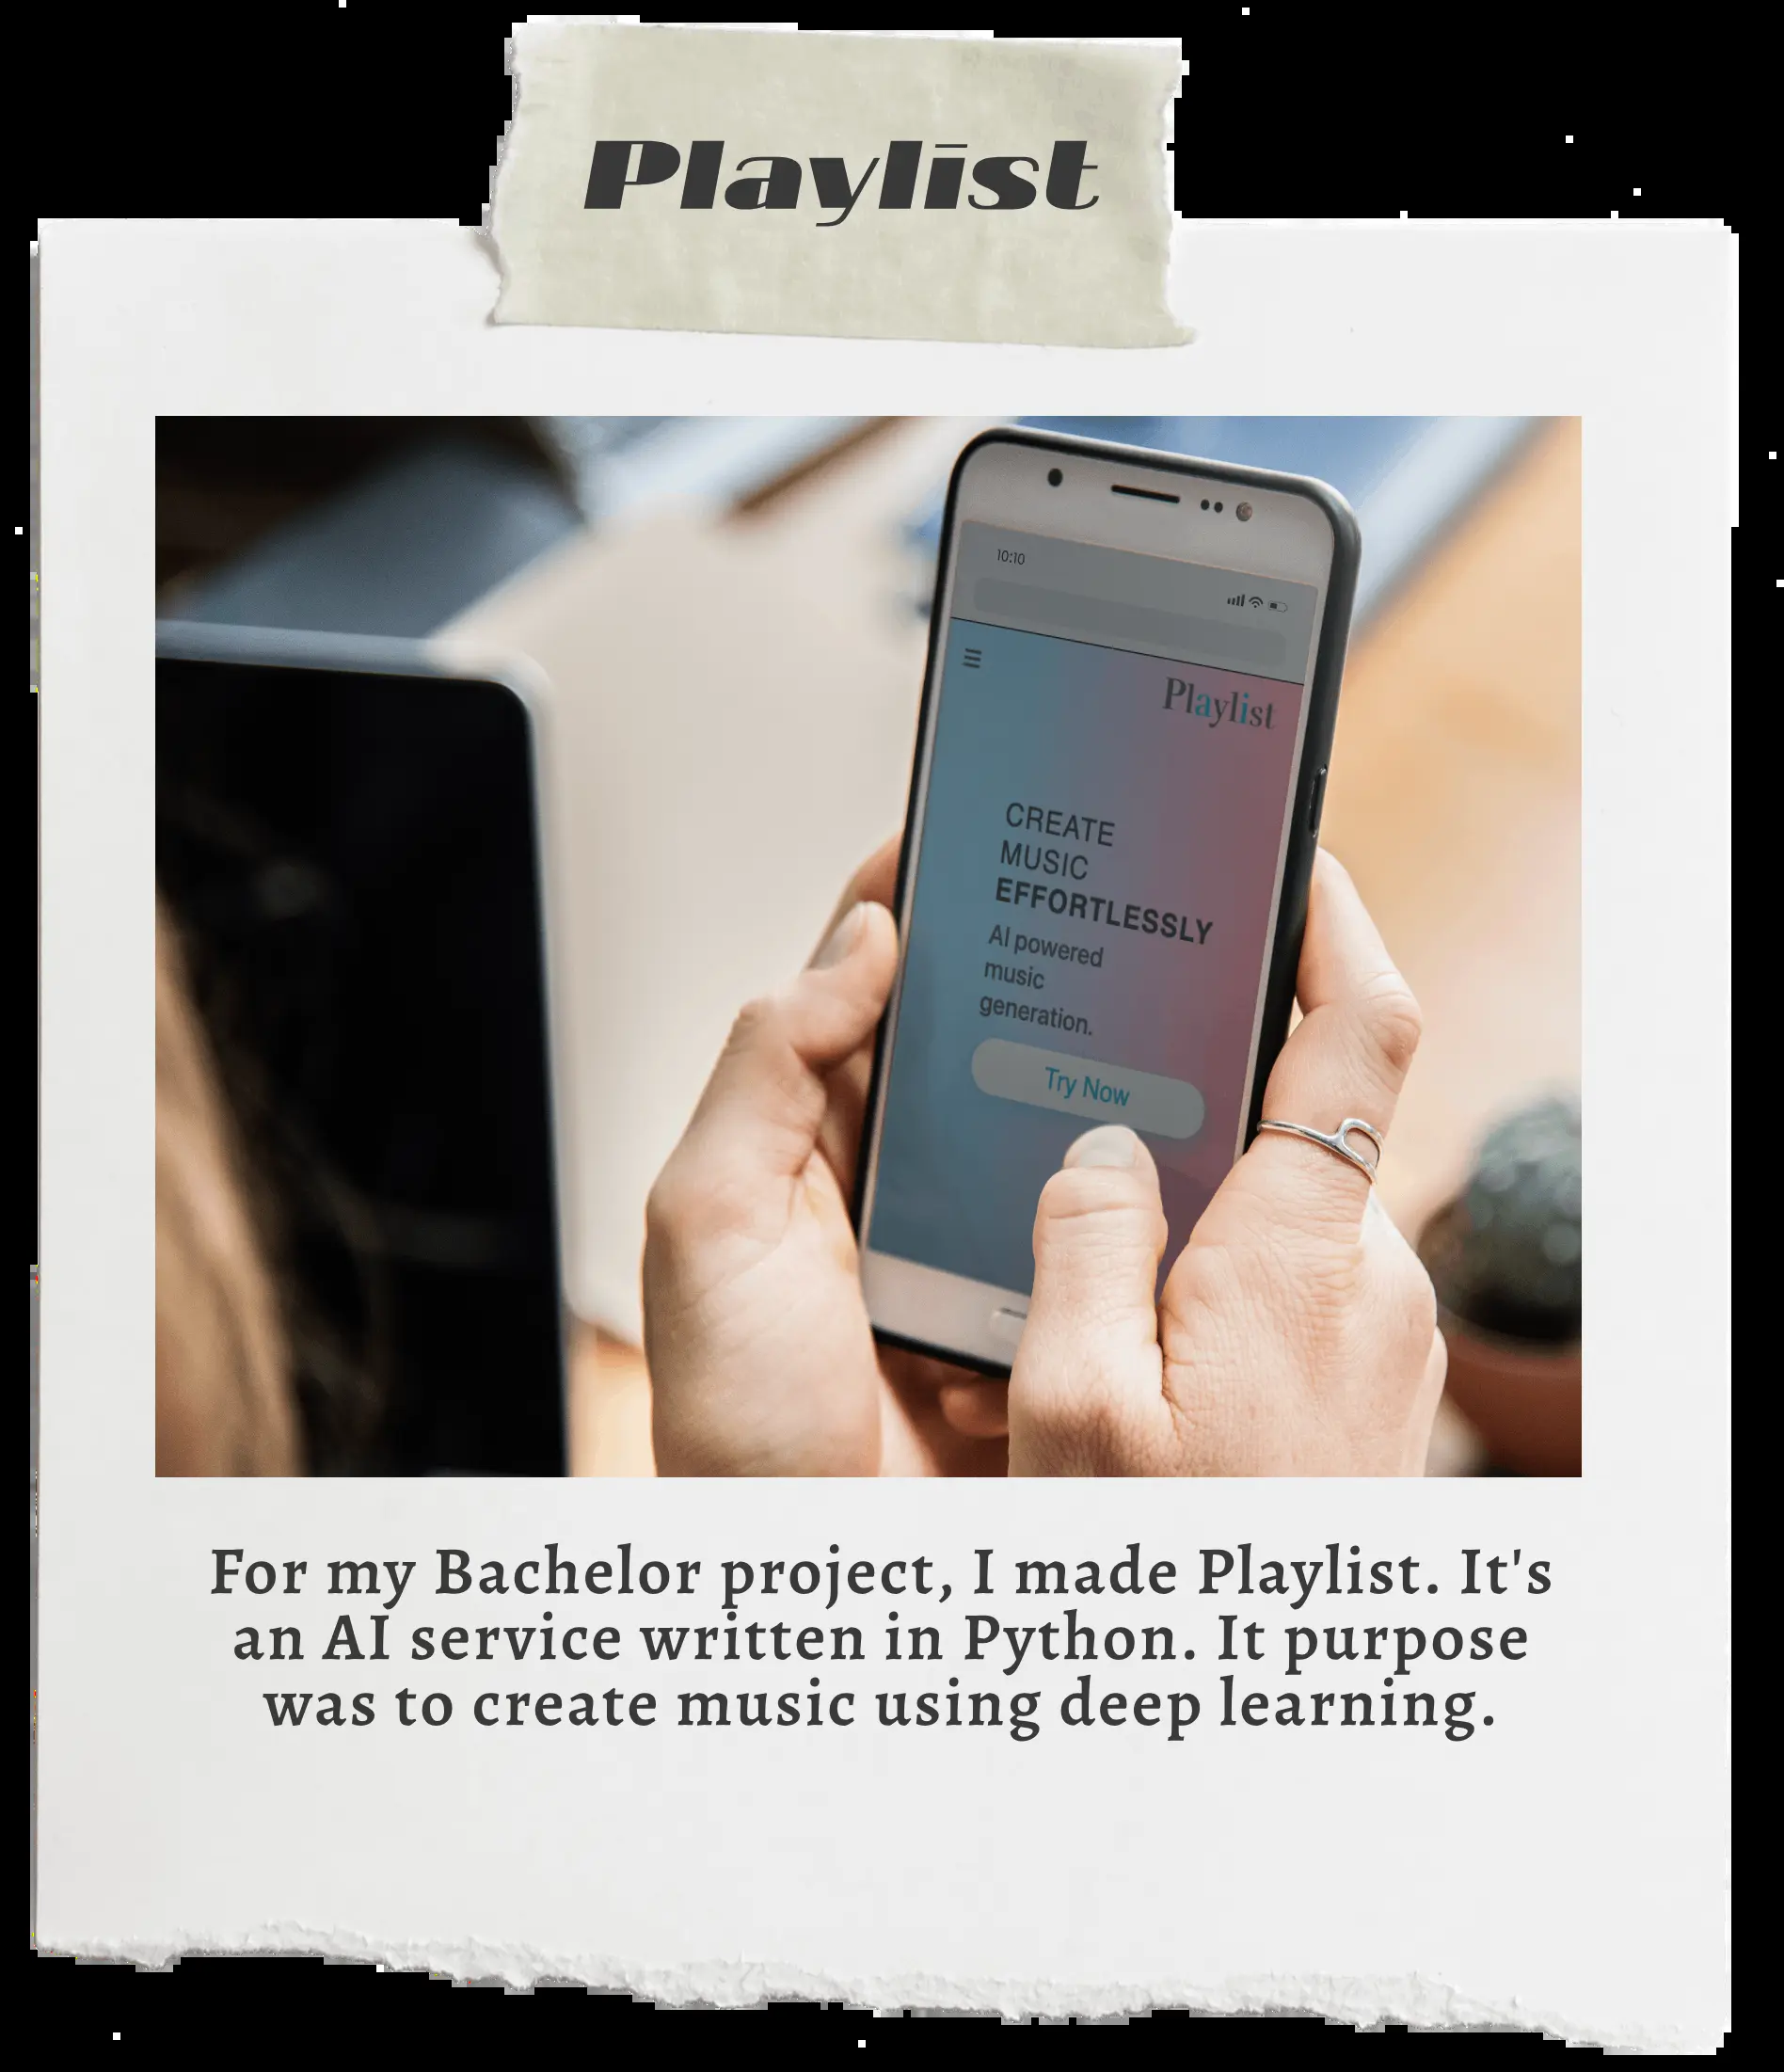 Playlist
10:10
Playlist
CREATE
MUSIC
EFFORTLESSLY
AI powered
music
generation.
Try Now
For my Bachelor project, I made Playlist. It's
an AI service written in Python. It purpose
was to create music using deep learning.